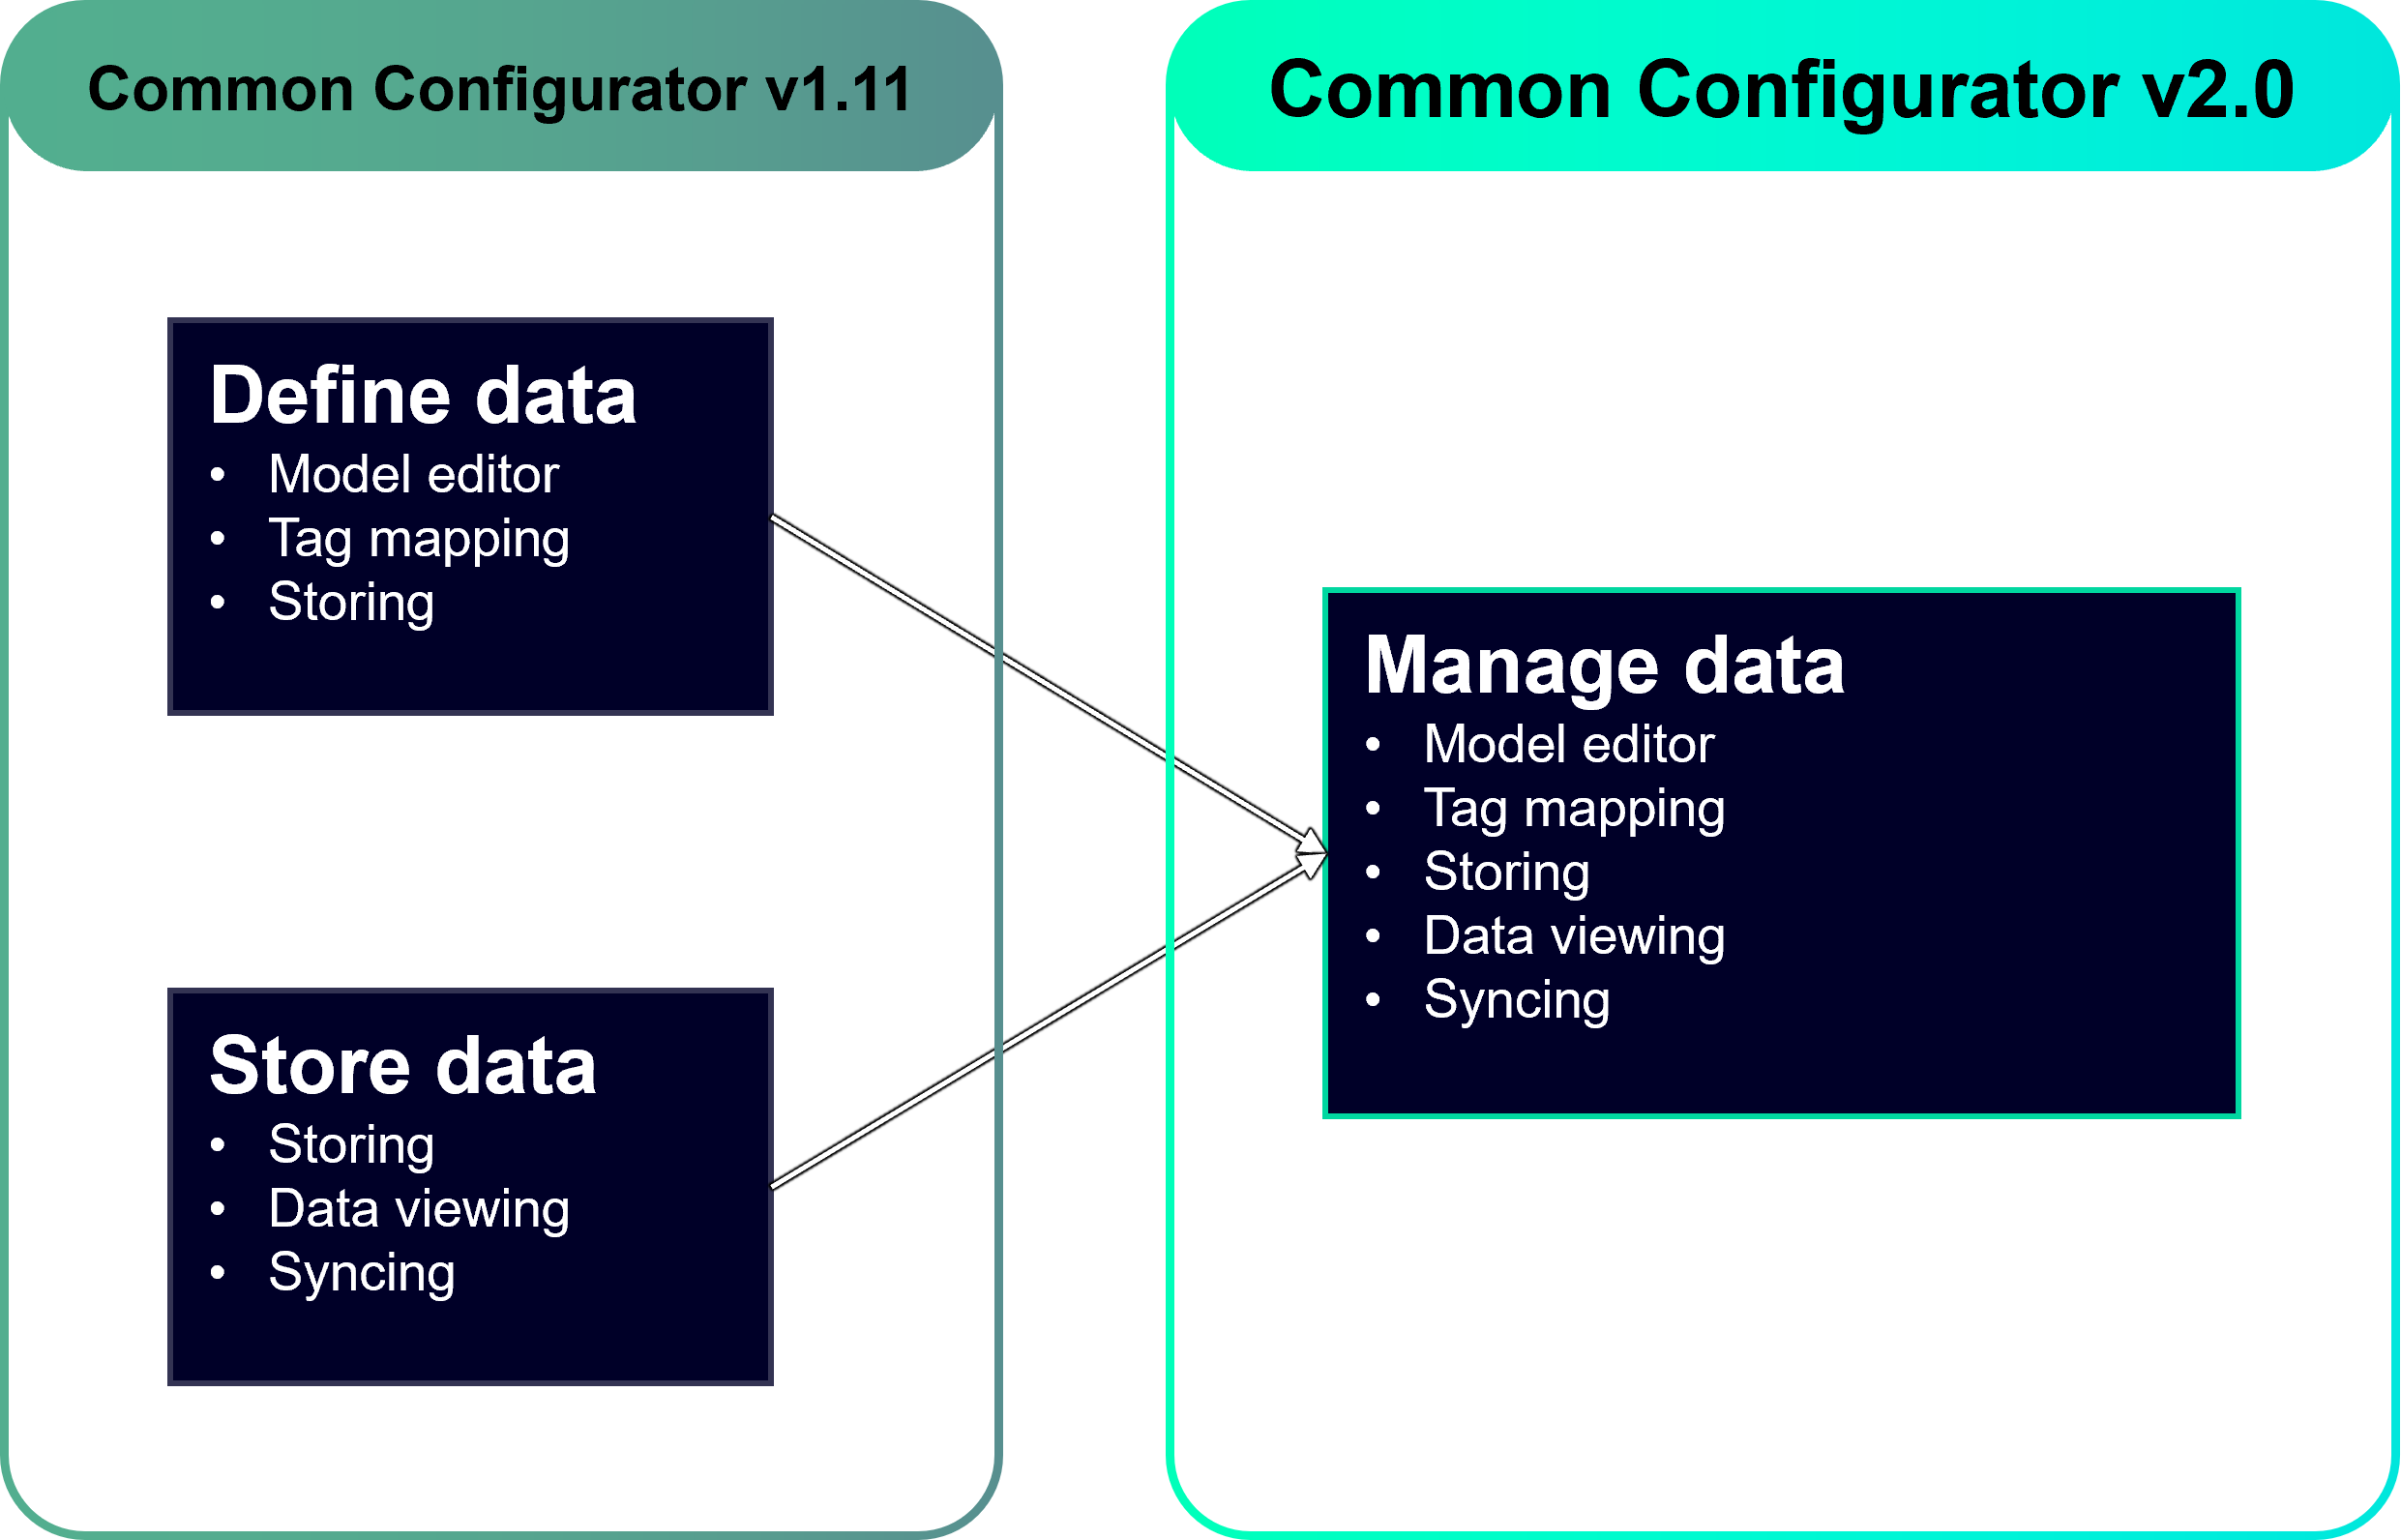 Common Configurator v1.11
Define data
• Model editor
• Tag mapping
• Storing
Store data
• Storing
• Data viewing
• Syncing
Common Configurator v2.0
Manage data
• Model editor
• Tag mapping
• Storing
• Data viewing
• Syncing